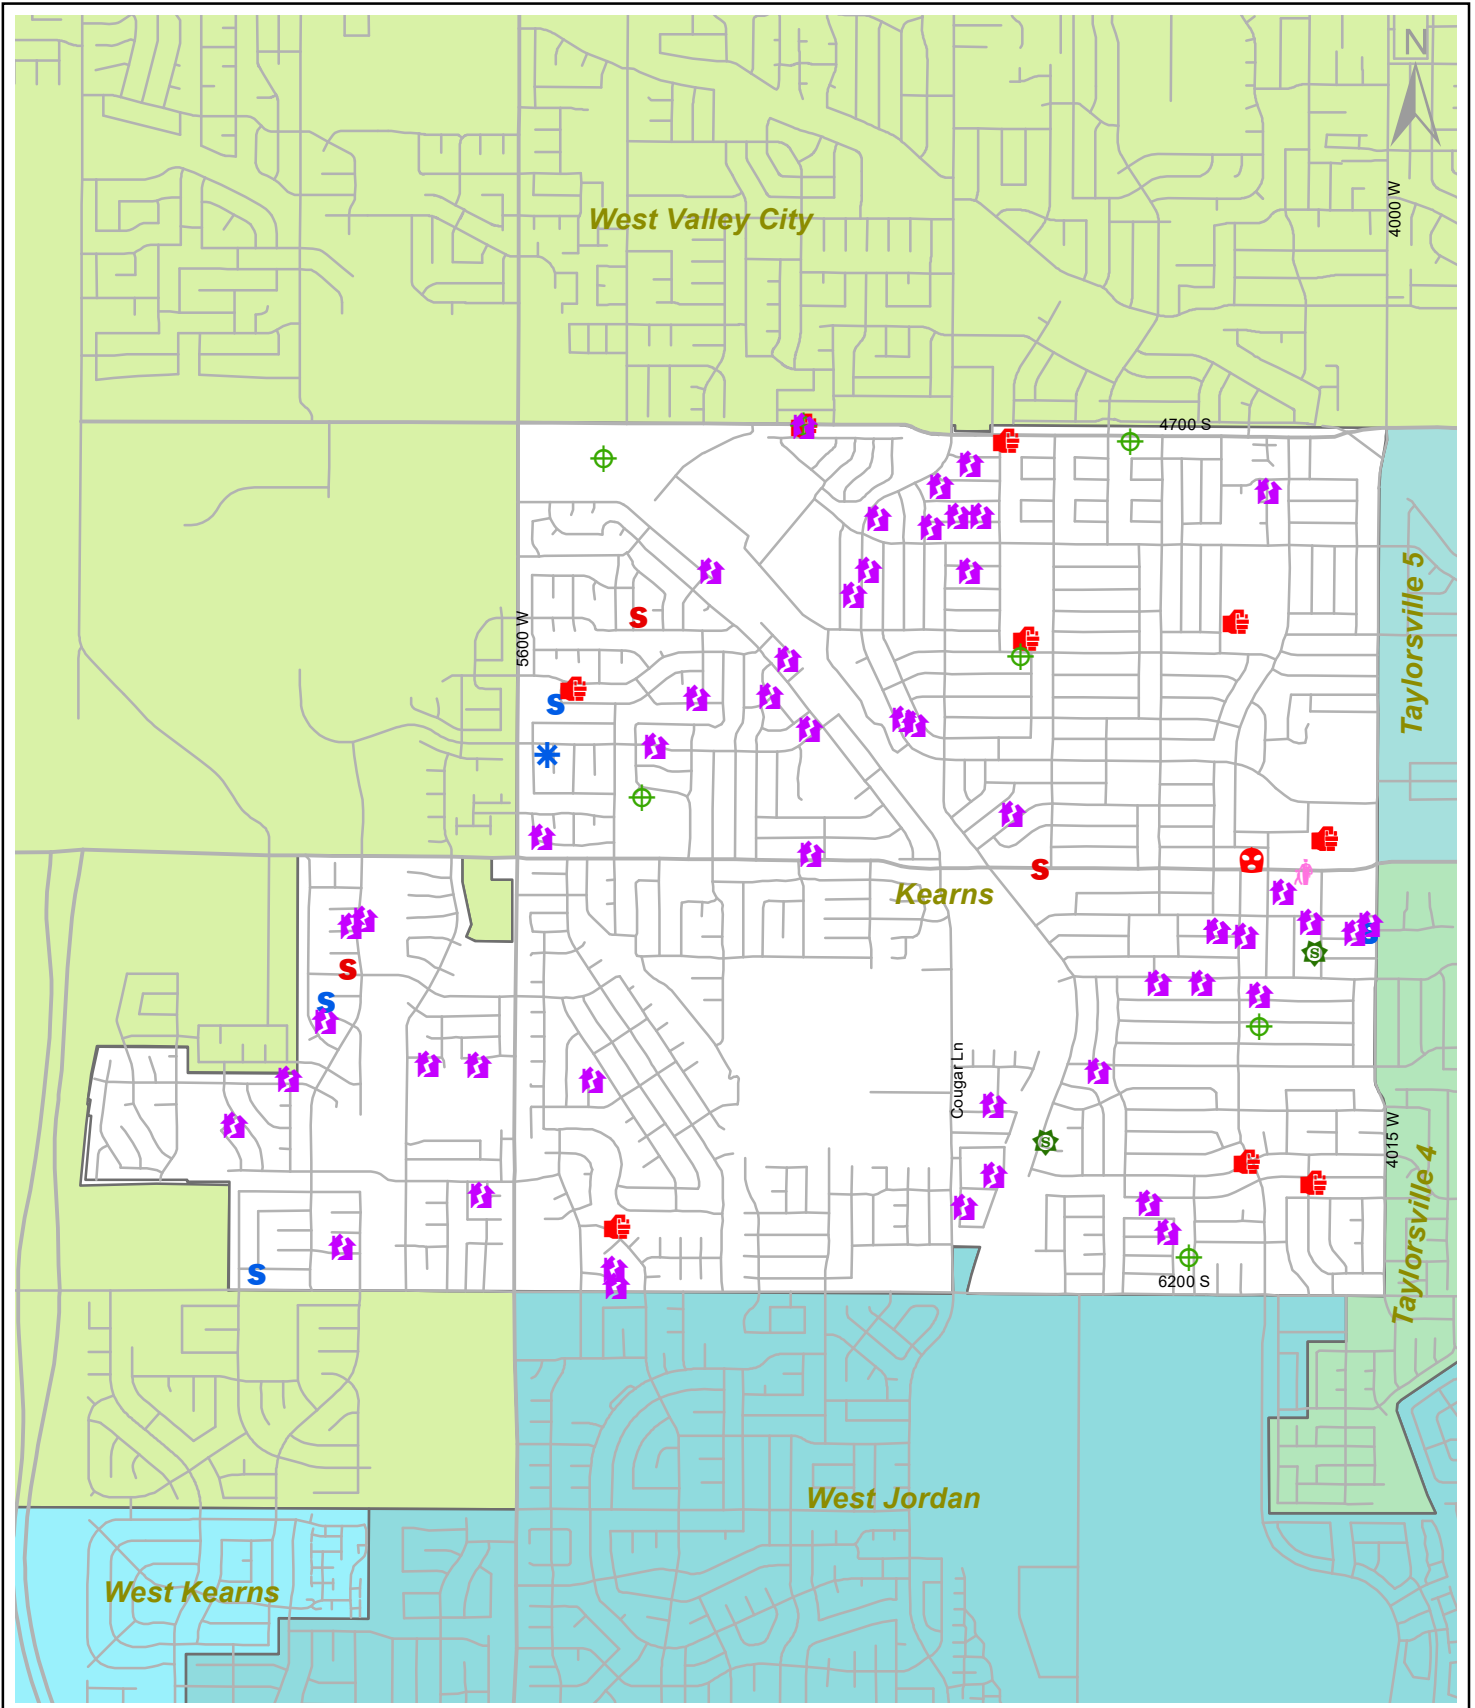 N
4000 W
West Valley City
4700 S
Taylorsville 5
5600 W
S
S
S
Kearns
S
S
S
S
Cougar Ln
S
4015 W
Taylorsville 4
S
6200 S
West Jordan
West Kearns